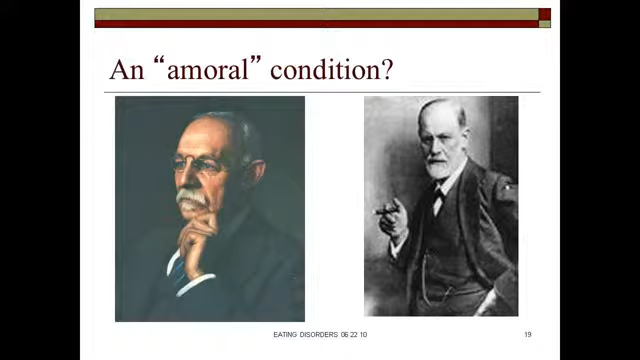 An “amoral” condition?
EATING DISORDERS 06 22 10
19